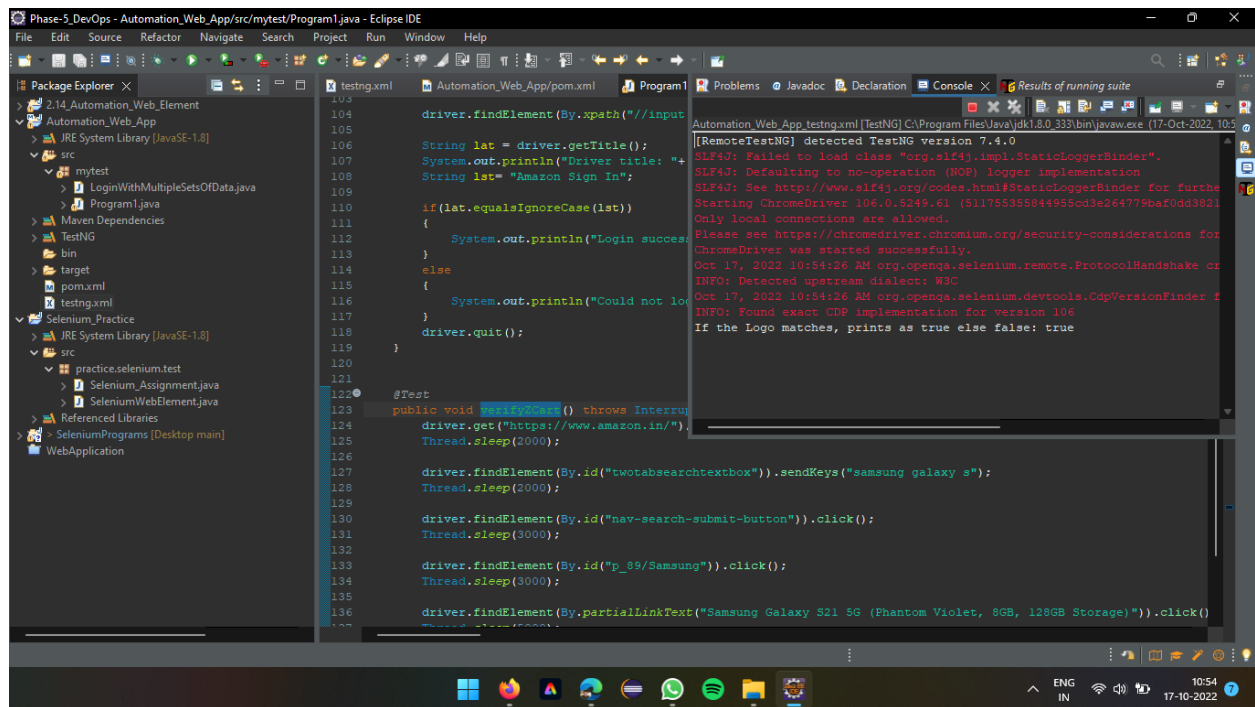 Phase-5_DevOps - Automation_Web_App/src/mytest/Program1.java - Eclipse IDE
File Edit Source Refactor Navigate Search Project Run Window Help
Package Explorer
2.14_Automation_Web_Element
Automation_Web_App
JRE System Library [JavaSE-1.8]
src
mytest
LoginWithMultipleSetsOfData.java
Program1.java
Maven Dependencies
TestNG
bin
target
pom.xml
testng.xml
Selenium_Practice
JRE System Library [JavaSE-1.8]
src
practice.selenium.test
Selenium_Assignment.java
SeleniumWebElement.java
Referenced Libraries
> SeleniumPrograms [Desktop main]
WebApplication
testng.xml Automation_Web_App/pom.xml Program1
103
104 driver.findElement(By.xpath("//input
105
106 String lat = driver.getTitle();
107 System.out.println("Driver title: "+
108 String lst= "Amazon Sign In";
109
110 if(lat.equalsIgnoreCase(lst))
111 {
112 System.out.println("Login success
113 }
114 else
115 {
116 System.out.println("Could not log
117 }
118 driver.quit();
119 }
120
121
122 @Test
123 public void verifyZCart() throws Interrup
124 driver.get("https://www.amazon.in/")
125 Thread.sleep(2000);
126
127 driver.findElement(By.id("twotabsearchtextbox")).sendKeys("samsung galaxy s");
128 Thread.sleep(2000);
129
130 driver.findElement(By.id("nav-search-submit-button")).click();
131 Thread.sleep(3000);
132
133 driver.findElement(By.id("p_89/Samsung")).click();
134 Thread.sleep(3000);
135
136 driver.findElement(By.partialLinkText("Samsung Galaxy S21 5G (Phantom Violet, 8GB, 128GB Storage)")).click()
Problems Javadoc Declaration Console Results of running suite
Automation_Web_App_testng.xml [TestNG] C:\Program Files\Java\jdk1.8.0_333\bin\javaw.exe (17-Oct-2022, 10:5
[RemoteTestNG] detected TestNG version 7.4.0
SLF4J: Failed to load class "org.slf4j.impl.StaticLoggerBinder".
SLF4J: Defaulting to no-operation (NOP) logger implementation
SLF4J: See http://www.slf4j.org/codes.html#StaticLoggerBinder for furthe
Starting ChromeDriver 106.0.5249.61 (511755355844955cd3e264779baf0dd3821
Only local connections are allowed.
Please see https://chromedriver.chromium.org/security-considerations for
ChromeDriver was started successfully.
Oct 17, 2022 10:54:26 AM org.openqa.selenium.remote.ProtocolHandshake cr
INFO: Detected upstream dialect: W3C
Oct 17, 2022 10:54:26 AM org.openqa.selenium.devtools.CdpVersionFinder f
INFO: Found exact CDP implementation for version 106
If the Logo matches, prints as true else false: true
ENG
IN
10:54
17-10-2022
7